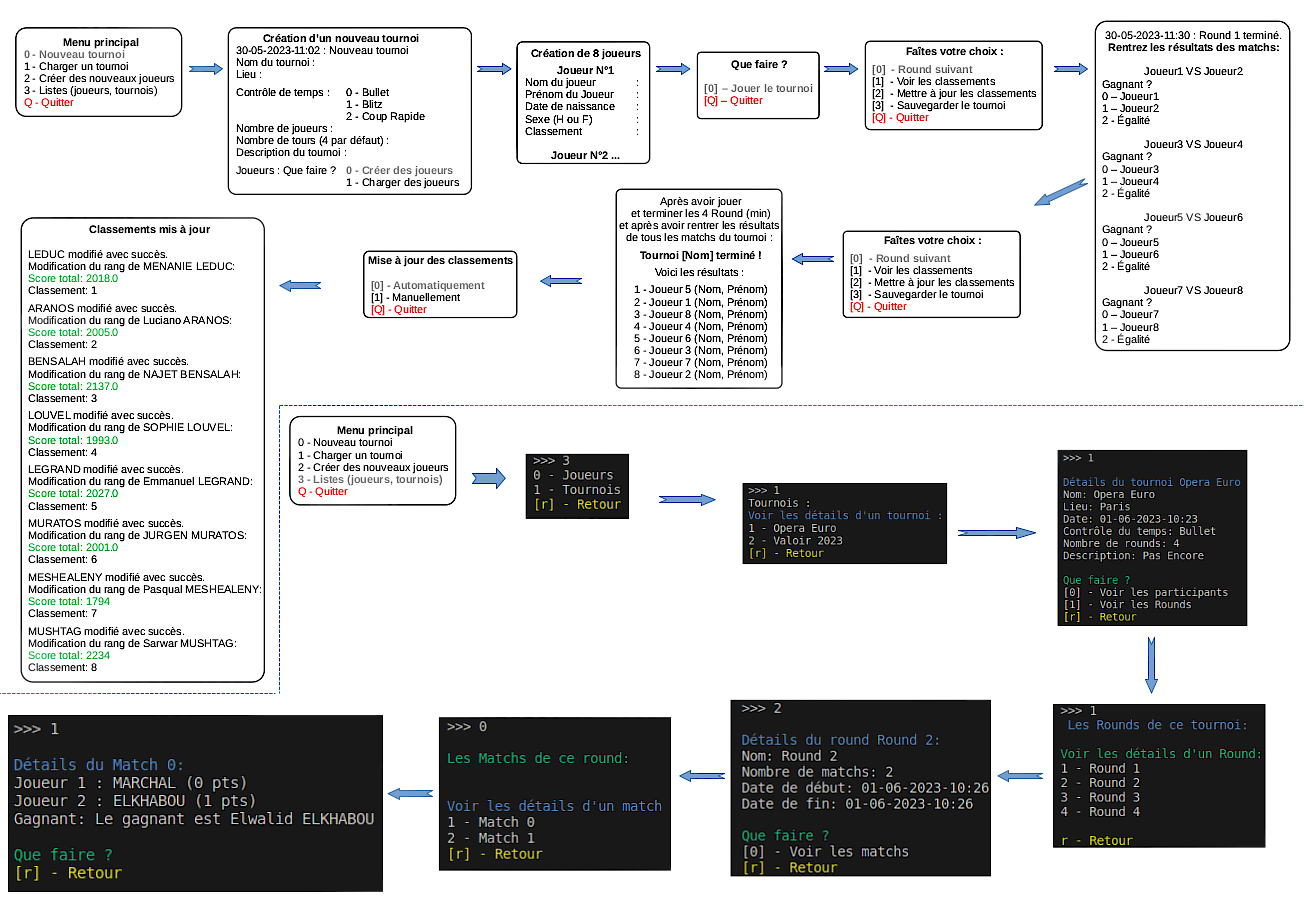 Menu principal
0 - Nouveau tournoi
1 - Charger un tournoi
2 - Créer des nouveaux joueurs
3 - Listes (joueurs, tournois)
Q - Quitter
Création d'un nouveau tournoi
30-05-2023-11:02 : Nouveau tournoi
Nom du tournoi :
Lieu :
Contrôle de temps : 0 - Bullet
1 - Blitz
2 - Coup Rapide
Nombre de joueurs :
Nombre de tours (4 par défaut) :
Description du tournoi :
Joueurs : Que faire ? 0 - Créer des joueurs
1 - Charger des joueurs
Création de 8 joueurs
Joueur N°1
Nom du joueur :
Prénom du Joueur :
Date de naissance :
Sexe (H ou F) :
Classement :
Joueur N°2 ...
Que faire ?
[0] – Jouer le tournoi
[Q] – Quitter
Faîtes votre choix :
[0] - Round suivant
[1] - Voir les classements
[2] - Mettre à jour les classements
[3] - Sauvegarder le tournoi
[Q] - Quitter
30-05-2023-11:30 : Round 1 terminé.
Rentrez les résultats des matchs:
Joueur1 VS Joueur2
Gagnant ?
0 – Joueur1
1 – Joueur2
2 - Égalité
Joueur3 VS Joueur4
Gagnant ?
0 – Joueur3
1 – Joueur4
2 - Égalité
Joueur5 VS Joueur6
Gagnant ?
0 – Joueur5
1 – Joueur6
2 - Égalité
Joueur7 VS Joueur8
Gagnant ?
0 – Joueur7
1 – Joueur8
2 - Égalité
Faîtes votre choix :
[0] - Round suivant
[1] - Voir les classements
[2] - Mettre à jour les classements
[3] - Sauvegarder le tournoi
[Q] - Quitter
Après avoir jouer
et terminer les 4 Round (min)
et après avoir rentrer les résultats
de tous les matchs du tournoi :
Tournoi [Nom] terminé !
Voici les résultats :
1 - Joueur 5 (Nom, Prénom)
2 - Joueur 1 (Nom, Prénom)
3 - Joueur 8 (Nom, Prénom)
4 - Joueur 4 (Nom, Prénom)
5 - Joueur 6 (Nom, Prénom)
6 - Joueur 3 (Nom, Prénom)
7 - Joueur 7 (Nom, Prénom)
8 - Joueur 2 (Nom, Prénom)
Mise à jour des classements
[0] - Automatiquement
[1] - Manuellement
[Q] - Quitter
Classements mis à jour
LEDUC modifié avec succès.
Modification du rang de MENANIE LEDUC:
Score total: 2018.0
Classement: 1
ARANOS modifié avec succès.
Modification du rang de Luciano ARANOS:
Score total: 2005.0
Classement: 2
BENSALAH modifié avec succès.
Modification du rang de NAJET BENSALAH:
Score total: 2137.0
Classement: 3
LOUVEL modifié avec succès.
Modification du rang de SOPHIE LOUVEL:
Score total: 1993.0
Classement: 4
LEGRAND modifié avec succès.
Modification du rang de Emmanuel LEGRAND:
Score total: 2027.0
Classement: 5
MURATOS modifié avec succès.
Modification du rang de JURGEN MURATOS:
Score total: 2001.0
Classement: 6
MESHEALENY modifié avec succès.
Modification du rang de Pasqual MESHEALENY:
Score total: 1794
Classement: 7
MUSHTAG modifié avec succès.
Modification du rang de Sarwar MUSHTAG:
Score total: 2234
Classement: 8
Menu principal
0 - Nouveau tournoi
1 - Charger un tournoi
2 - Créer des nouveaux joueurs
3 - Listes (joueurs, tournois)
Q - Quitter
>>> 3
0 - Joueurs
1 - Tournois
[r] - Retour
>>> 1
Tournois :
Voir les détails d'un tournoi :
1 - Opera Euro
2 - Valoir 2023
[r] - Retour
>>> 1
Détails du tournoi Opera Euro
Nom: Opera Euro
Lieu: Paris
Date: 01-06-2023-10:23
Contrôle du temps: Bullet
Nombre de rounds: 4
Description: Pas Encore
Que faire ?
[0] - Voir les participants
[1] - Voir les Rounds
[r] - Retour
>>> 1
Les Rounds de ce tournoi:
Voir les détails d'un Round:
1 - Round 1
2 - Round 2
3 - Round 3
4 - Round 4
r - Retour
>>> 2
Détails du round Round 2:
Nom: Round 2
Nombre de matchs: 2
Date de début: 01-06-2023-10:26
Date de fin: 01-06-2023-10:26
Que faire ?
[0] - Voir les matchs
[r] - Retour
>>> 0
Les Matchs de ce round:
Voir les détails d'un match
1 - Match 0
2 - Match 1
[r] - Retour
>>> 1
Détails du Match 0:
Joueur 1 : MARCHAL (0 pts)
Joueur 2 : ELKHABOU (1 pts)
Gagnant: Le gagnant est Elwalid ELKHABOU
Que faire ?
[r] - Retour